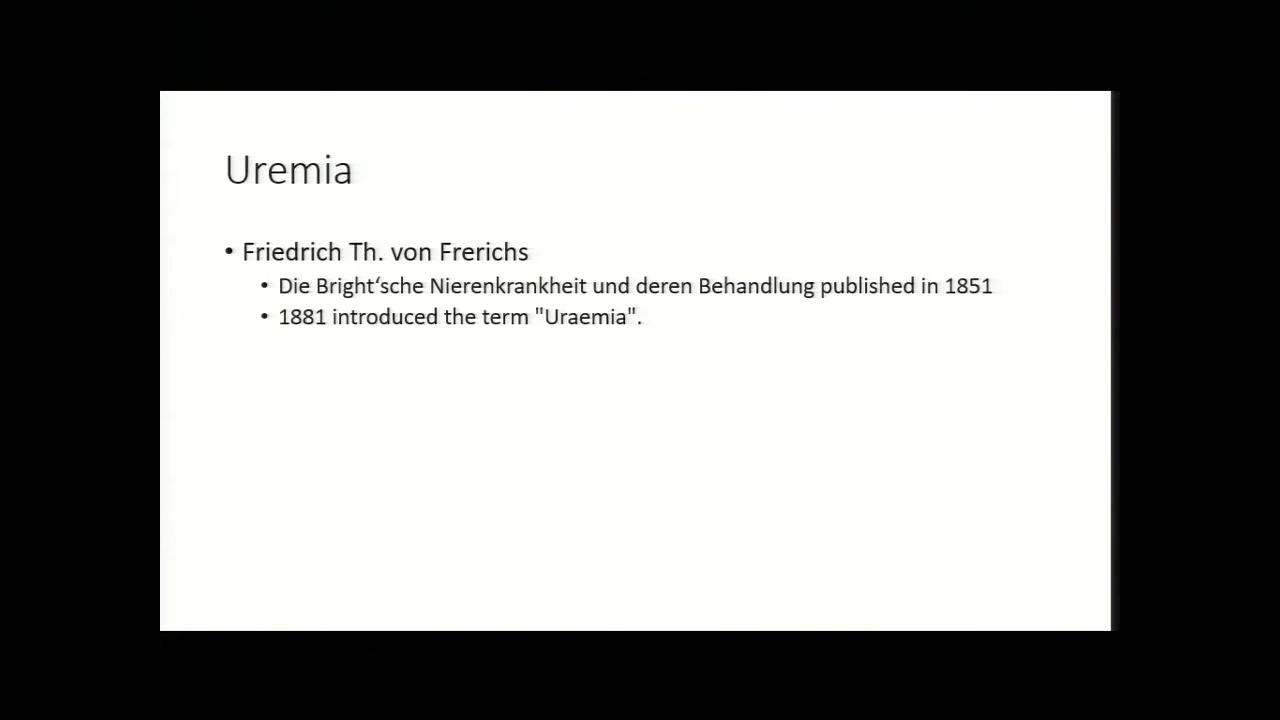 Uremia
• Friedrich Th. von Frerichs
• Die Bright‘sche Nierenkrankheit und deren Behandlung published in 1851
• 1881 introduced the term "Uraemia".